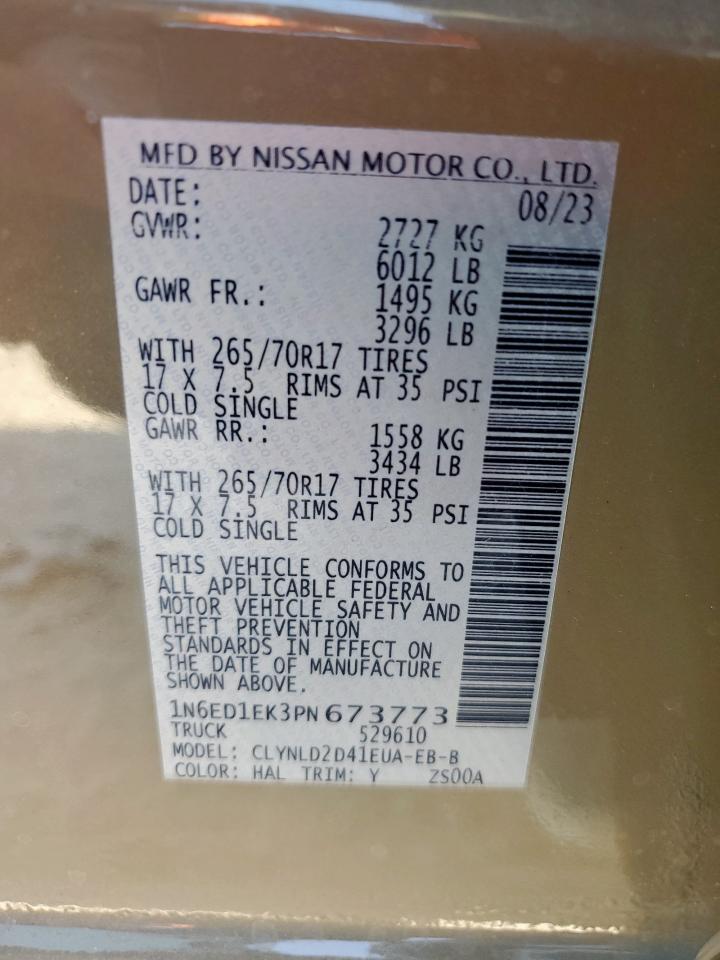 MFD BY NISSAN MOTOR CO., LTD.
DATE: 08/23
GVWR: 2727 KG
6012 LB
GAWR FR.: 1495 KG
3296 LB
WITH 265/70R17 TIRES
17 X 7.5 RIMS AT 35 PSI
COLD SINGLE
GAWR RR.: 1558 KG
3434 LB
WITH 265/70R17 TIRES
17 X 7.5 RIMS AT 35 PSI
COLD SINGLE
THIS VEHICLE CONFORMS TO
ALL APPLICABLE FEDERAL
MOTOR VEHICLE SAFETY AND
THEFT PREVENTION
STANDARDS IN EFFECT ON
THE DATE OF MANUFACTURE
SHOWN ABOVE.
1N6ED1EK3PN673773
TRUCK 529610
MODEL: CLYNLD2D41EUA-EB-B
COLOR: HAL TRIM: Y ZS00A